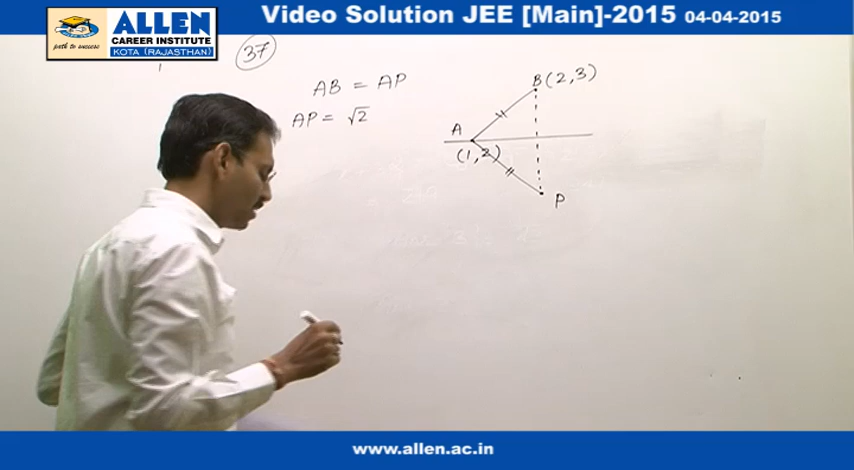 Video Solution JEE [Main]-2015 04-04-2015
path to success
ALLEN
CAREER INSTITUTE
KOTA (RAJASTHAN)
37
AB = AP
AP = √2
B(2,3)
A
(1,2)
P
www.allen.ac.in